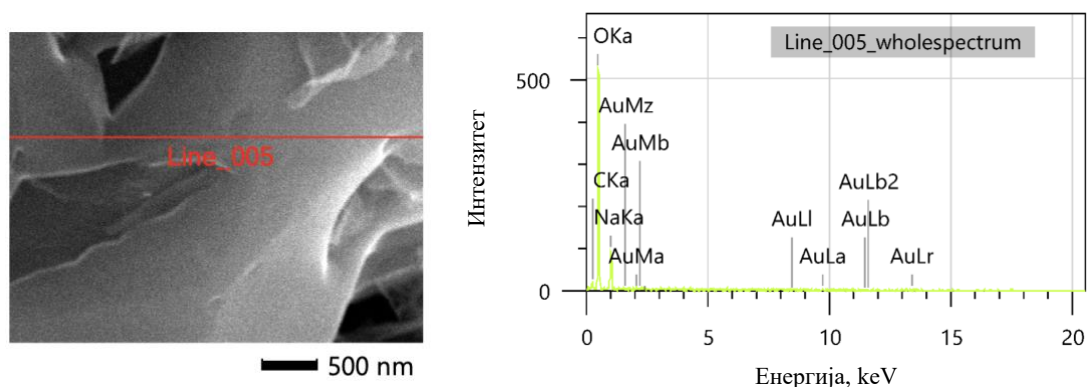 Line_005
500 nm
Line_005_wholespectrum
OKa
500
AuMz
AuMb
CKa
AuLb2
NaKa
AuLl
AuLb
AuMa
AuLa
AuLr
0
0
5
10
15
20
Интензитет
Енергија, keV